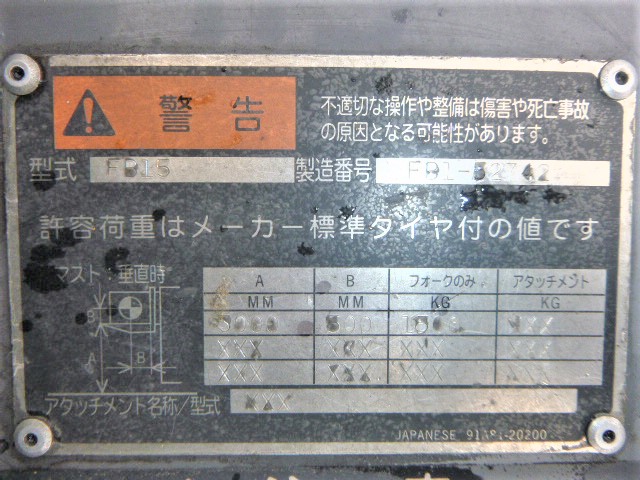 警告
不適切な操作や整備は傷害や死亡事故
の原因となる可能性があります。
型式 FB15 製造番号
許容荷重はメーカー標準タイヤ付の値です
マスト:垂直時
A B フォークのみ アタッチメント
MM MM KG KG
XXX
XXX
B
A B
アタッチメント名称/型式 XXX
JAPANESE